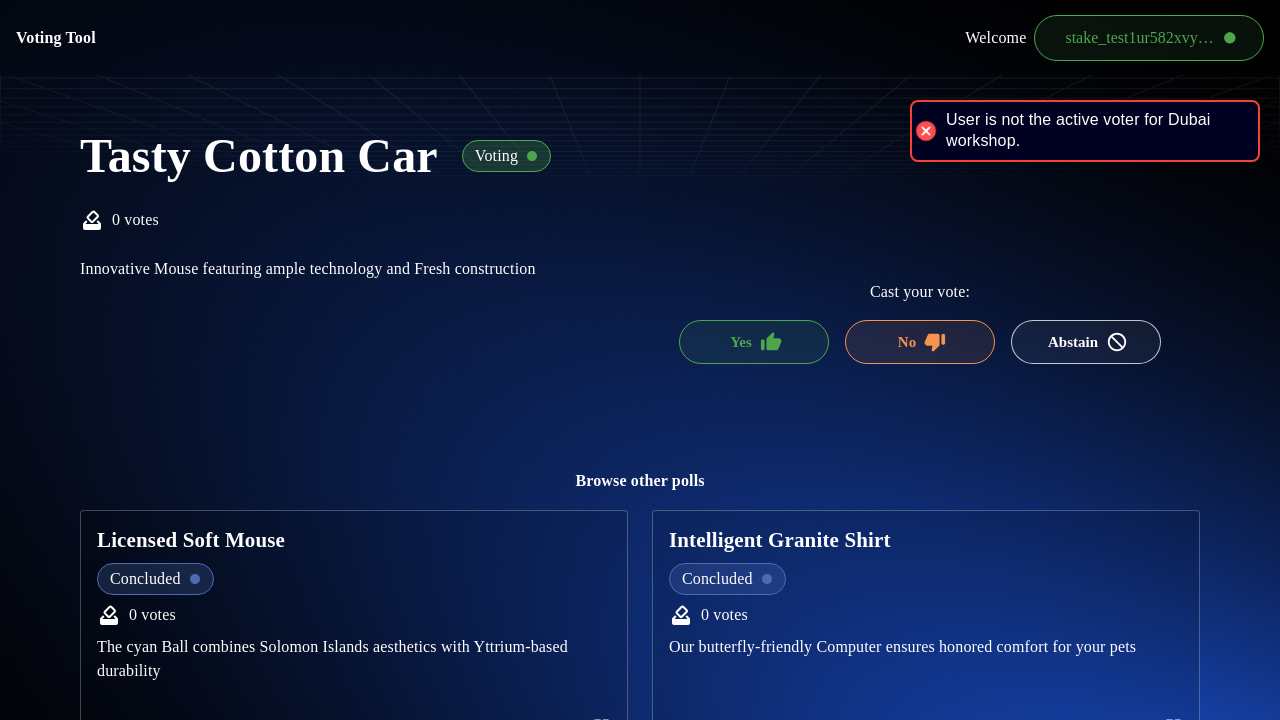 Voting Tool
Welcome
stake_test1ur582xvy…
User is not the active voter for Dubai
workshop.
Tasty Cotton Car
Voting
0 votes
Innovative Mouse featuring ample technology and Fresh construction
Cast your vote:
Yes
No
Abstain
Browse other polls
Licensed Soft Mouse
Concluded
0 votes
The cyan Ball combines Solomon Islands aesthetics with Yttrium-based
durability
Intelligent Granite Shirt
Concluded
0 votes
Our butterfly-friendly Computer ensures honored comfort for your pets